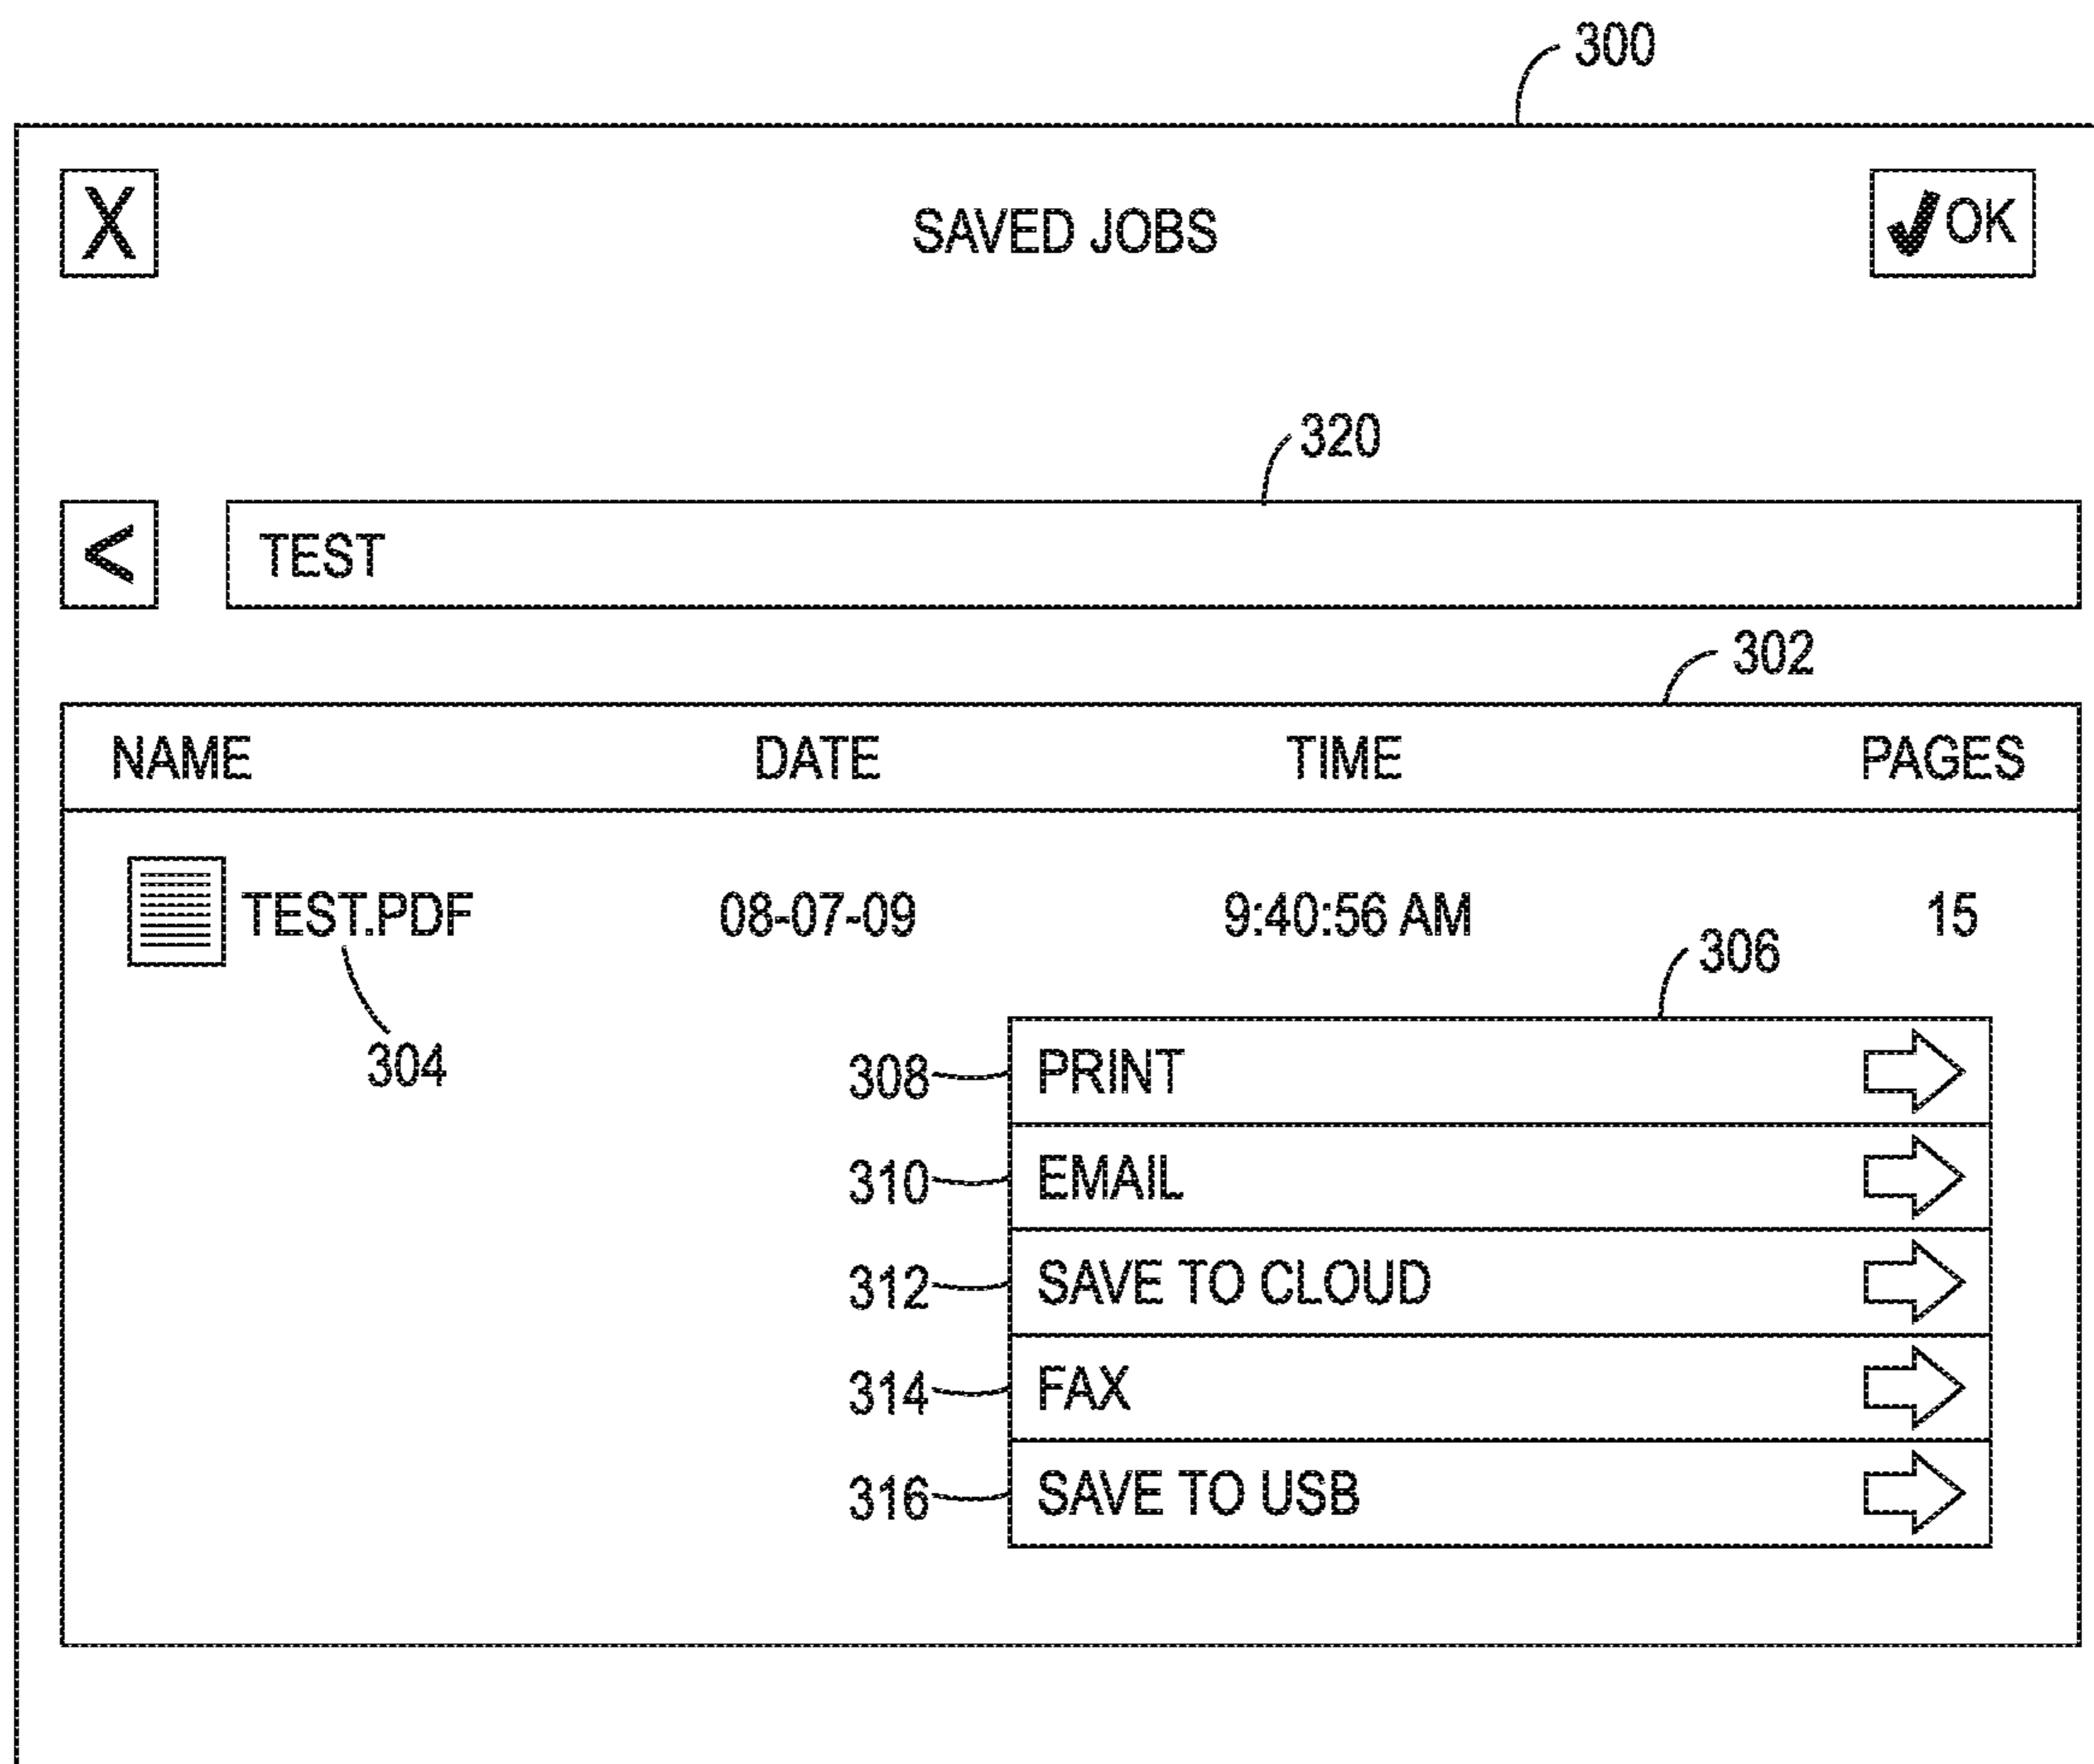 300
X SAVED JOBS OK
320
< TEST
302
NAME DATE TIME PAGES
TEST.PDF 08-07-09 9:40:56 AM 15
306
304
308 PRINT
310 EMAIL
312 SAVE TO CLOUD
314 FAX
316 SAVE TO USB